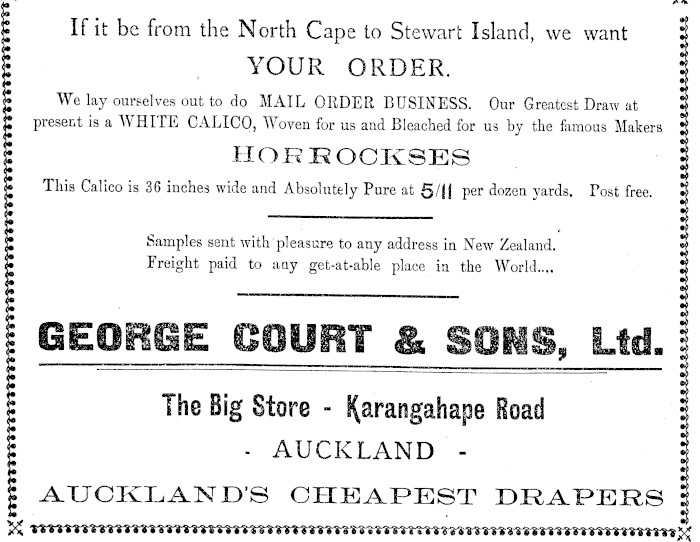 If it be from the North Cape to Stewart Island, we want
YOUR ORDER.
We lay ourselves out to do MAIL ORDER BUSINESS. Our Greatest Draw at
present is a WHITE CALICO, Woven for us and Bleached for us by the famous Makers
HORROCKSES
This Calico is 36 inches wide and Absolutely Pure at 5/11 per dozen yards. Post free.
Samples sent with pleasure to any address in New Zealand.
Freight paid to any get-at-able place in the World....
GEORGE COURT & SONS, Ltd.
The Big Store - Karangahape Road
- AUCKLAND -
AUCKLAND'S CHEAPEST DRAPERS